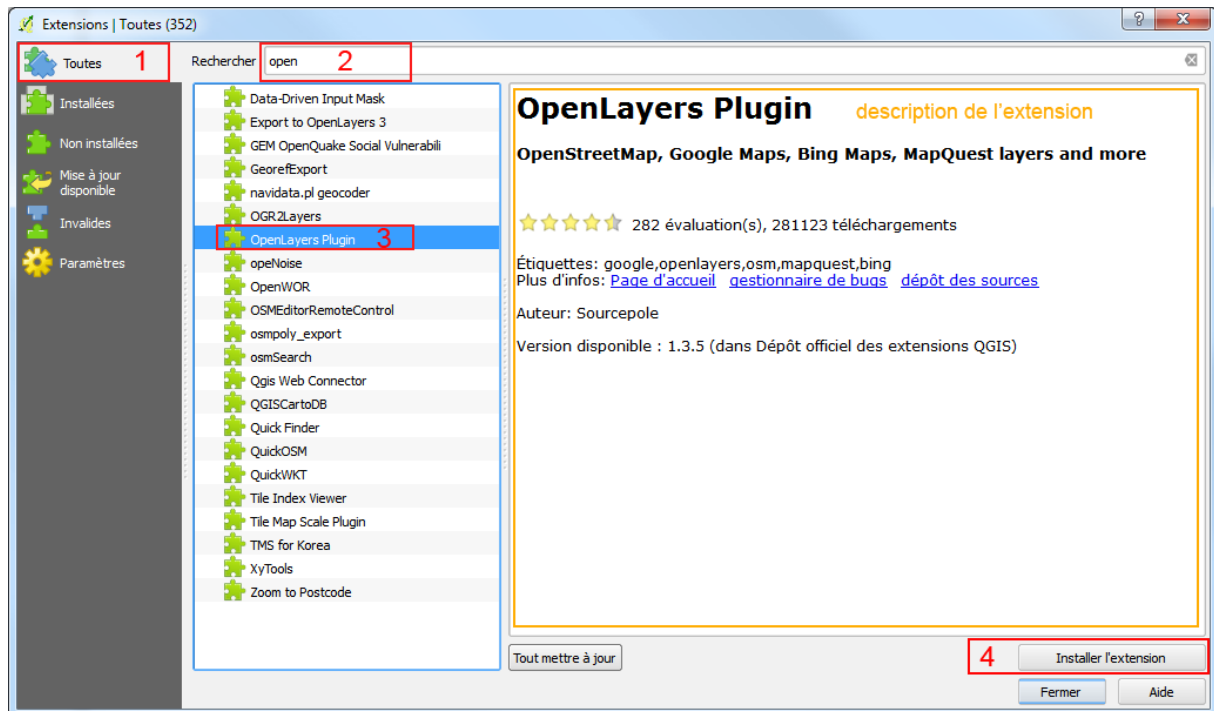 Extensions | Toutes (352)
?
X
Toutes 1
Rechercher open 2
Installées
Non installées
Mise à jour
disponible
Invalides
Paramètres
Data-Driven Input Mask
Export to OpenLayers 3
GEM OpenQuake Social Vulnerabili
GeorefExport
navidata.pl geocoder
OGR2Layers
OpenLayers Plugin 3
opeNoise
OpenWOR
OSMEditorRemoteControl
osmpoly_export
osmSearch
Qgis Web Connector
QGISCartoDB
Quick Finder
QuickOSM
QuickWKT
Tile Index Viewer
Tile Map Scale Plugin
TMS for Korea
XyTools
Zoom to Postcode
OpenLayers Plugin description de l'extension
OpenStreetMap, Google Maps, Bing Maps, MapQuest layers and more
282 évaluation(s), 281123 téléchargements
Étiquettes: google,openlayers,osm,mapquest,bing
Plus d'infos: Page d'accueil gestionnaire de bugs dépôt des sources
Auteur: Sourcepole
Version disponible : 1.3.5 (dans Dépôt officiel des extensions QGIS)
Tout mettre à jour
4 Installer l'extension
Fermer Aide